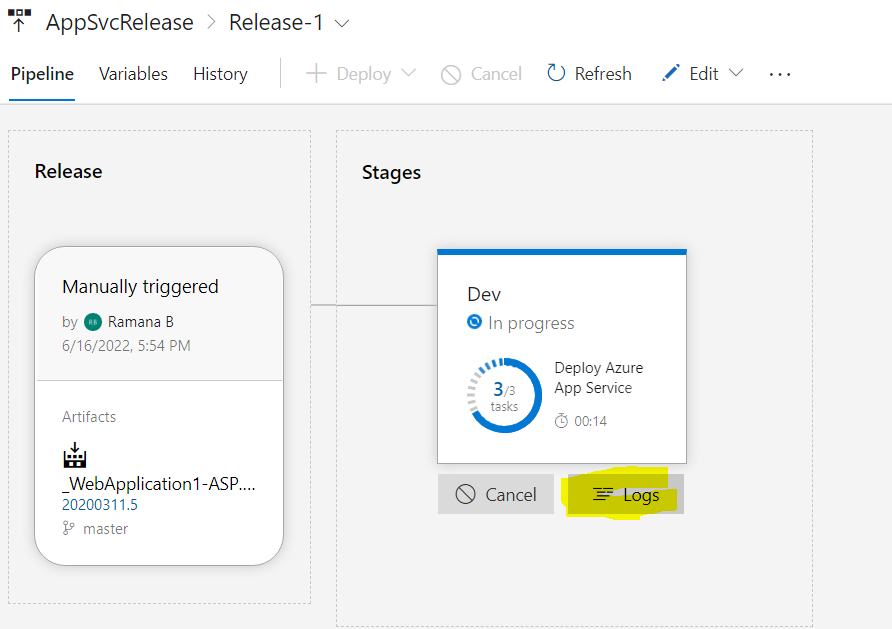 AppSvcRelease > Release-1
Pipeline Variables History + Deploy Cancel Refresh Edit ...
Release
Stages
Manually triggered
by RB Ramana B
6/16/2022, 5:54 PM
Artifacts
_WebApplication1-ASP....
20200311.5
master
Dev
In progress
3/3
tasks
Deploy Azure
App Service
00:14
Cancel
Logs